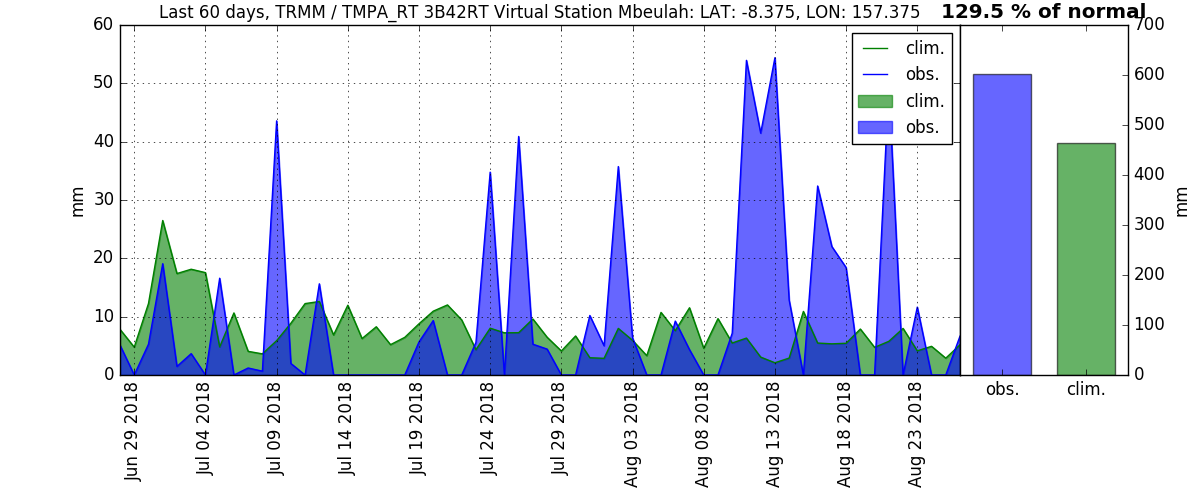 Last 60 days, TRMM / TMPA_RT 3B42RT Virtual Station Mbeulah: LAT: -8.375, LON: 157.375
129.5 % of normal
60
50
40
30
20
10
0
mm
clim.
obs.
clim.
obs.
Jun 29 2018
Jul 04 2018
Jul 09 2018
Jul 14 2018
Jul 19 2018
Jul 24 2018
Jul 29 2018
Aug 03 2018
Aug 08 2018
Aug 13 2018
Aug 18 2018
Aug 23 2018
700
600
500
400
300
200
100
0
mm
obs.
clim.